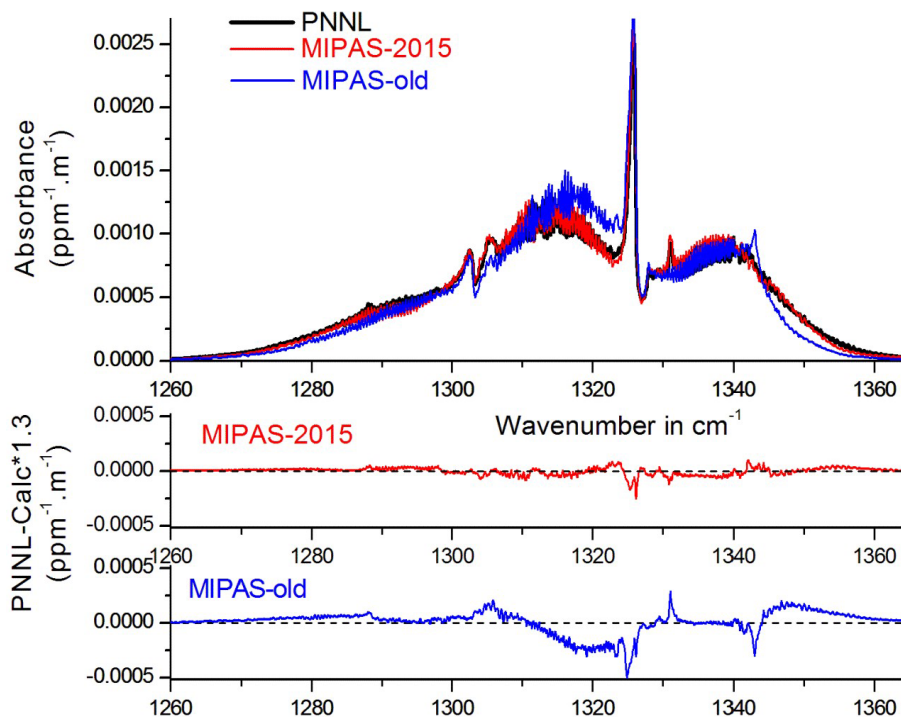 PNNL
MIPAS-2015
MIPAS-old
Absorbance
(ppm⁻¹.m⁻¹)
0.0025
0.0020
0.0015
0.0010
0.0005
0.0000
1260 1280 1300 1320 1340 1360
Wavenumber in cm⁻¹
PNNL-Calc*1.3
(ppm⁻¹.m⁻¹)
MIPAS-2015
0.0005
0.0000
-0.0005
1260 1280 1300 1320 1340 1360
MIPAS-old
0.0005
0.0000
-0.0005
1260 1280 1300 1320 1340 1360